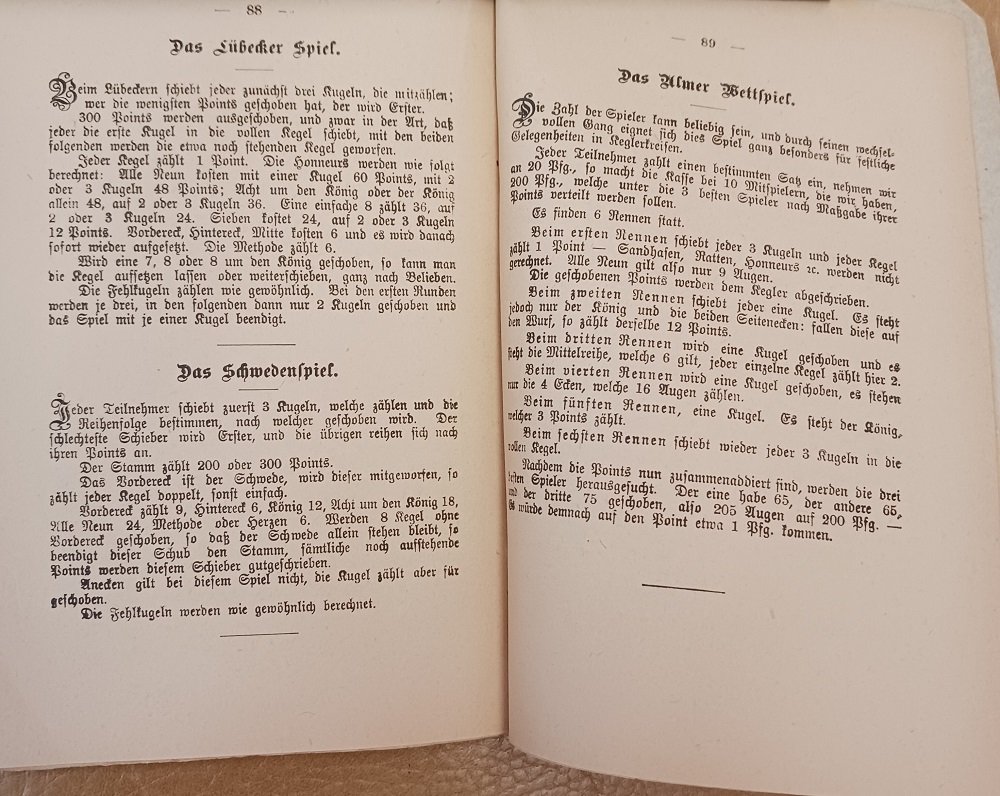 — 88 —
Das Lübecker Spiel.
Beim Lübeckern schiebt jeder zunächst drei Kugeln, die mitzählen;
wer die wenigsten Points geschoben hat, der wird Erster.
300 Points werden ausgeschoben, und zwar in der Art, daß
jeder die erste Kugel in die vollen Kegel schiebt, mit den beiden
folgenden werden die etwa noch stehenden Kegel geworfen.
Jeder Kegel zählt 1 Point. Die Honneurs werden wie folgt
berechnet: Alle Neun kosten mit einer Kugel 60 Points, mit 2
oder 3 Kugeln 48 Points; Acht um den König oder der König
allein 48, auf 2 oder 3 Kugeln 36. Eine einfache 8 zählt 36, auf
2 oder 3 Kugeln 24. Sieben kostet 24, auf 2 oder 3 Kugeln
12 Points. Vordereck, Hintereck, Mitte kosten 6 und es wird danach
sofort wieder aufgesetzt. Die Methode zählt 6.
Wird eine 7, 8 oder 8 um den König geschoben, so kann man
die Kegel aufsetzen lassen oder weiterschieben, ganz nach Belieben.
Die Fehlkugeln zählen wie gewöhnlich. Bei den ersten Runden
werden je drei, in den folgenden dann nur 2 Kugeln geschoben und
das Spiel mit je einer Kugel beendigt.
Das Schwedenspiel.
Jeder Teilnehmer schiebt zuerst 3 Kugeln, welche zählen und die
Reihenfolge bestimmen, nach welcher geschoben wird. Der
schlechteste Schieber wird Erster, und die übrigen reihen sich nach
ihren Points an.
Der Stamm zählt 200 oder 300 Points.
Das Vordereck ist der Schwede, wird dieser mitgeworfen, so
zählt jeder Kegel doppelt, sonst einfach.
Vordereck zählt 9, Hintereck 6, König 12, Acht um den König 18,
Alle Neun 24, Methode oder Herzen 6. Werden 8 Kegel ohne
Vordereck geschoben, so daß der Schwede allein stehen bleibt, so
beendigt dieser Schub den Stamm, sämtliche noch aufstehende
Points werden diesem Schieber gutgeschrieben.
Anecken gilt bei diesem Spiel nicht, die Kugel zählt aber für
geschoben.
Die Fehlkugeln werden wie gewöhnlich berechnet.
— 89 —
Das Ulmer Wettspiel.
Die Zahl der Spieler kann beliebig sein, und durch seinen wechsel-
vollen Gang eignet sich dies Spiel ganz besonders für festliche
Gelegenheiten in Keglerkreisen.
Jeder Teilnehmer zahlt einen bestimmten Satz ein, nehmen wir
an 20 Pfg., so macht die Kasse bei 10 Mitspielern, die wir haben,
200 Pfg., welche unter die 3 besten Spieler nach Maßgabe ihrer
Points verteilt werden sollen.
Es finden 6 Rennen statt.
Beim ersten Rennen schiebt jeder 3 Kugeln und jeder Kegel
zählt 1 Point — Sandhasen, Ratten, Honneurs ꝛc. werden nicht
gerechnet. Alle Neun gilt also nur 9 Augen.
Die geschobenen Points werden dem Kegler abgeschrieben.
Beim zweiten Rennen schiebt jeder eine Kugel. Es steht
jedoch nur der König und die beiden Seitenecken: fallen diese auf
den Wurf, so zählt derselbe 12 Points.
Beim dritten Rennen wird eine Kugel geschoben und es
steht die Mittelreihe, welche 6 gilt, jeder einzelne Kegel zählt hier 2.
Beim vierten Rennen wird eine Kugel geschoben, es stehen
nur die 4 Ecken, welche 16 Augen zählen.
Beim fünften Rennen, eine Kugel. Es steht der König,
welcher 3 Points zählt.
Beim sechsten Rennen schiebt wieder jeder 3 Kugeln in die
vollen Kegel.
Nachdem die Points nun zusammenaddiert sind, werden die drei
besten Spieler herausgesucht. Der eine habe 65, der andere 65,
und der dritte 75 geschoben, also 205 Augen auf 200 Pfg. —
Es würde demnach auf den Point etwa 1 Pfg. kommen.